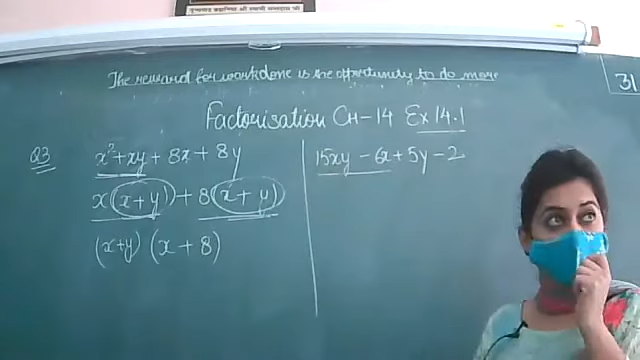 The reward for work done is the opportunity to do more
31
Factorisation CH-14 Ex 14.1
Q3 x²+xy + 8x + 8y
x(x+y) + 8(x+y)
(x+y) (x + 8)
15xy - 6x + 5y - 2